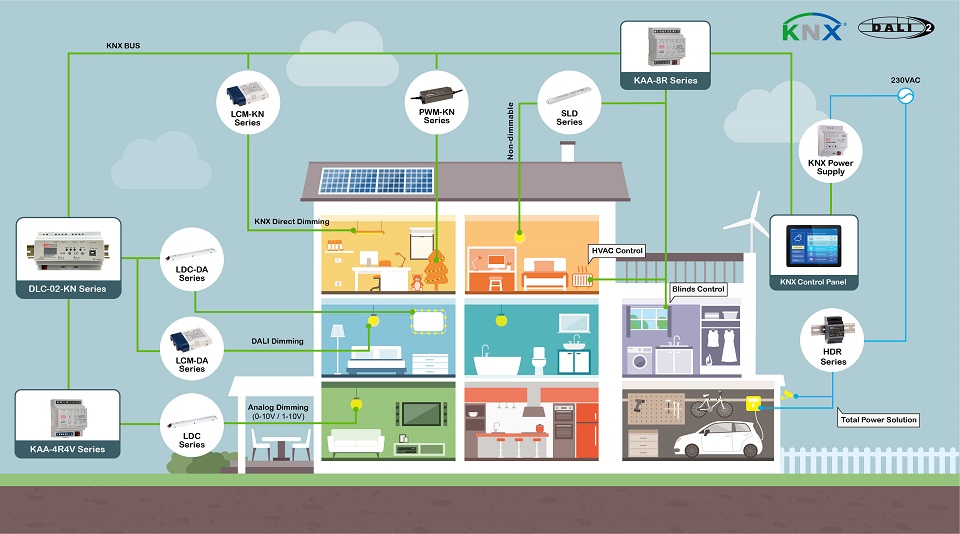 KNX
DALI 2
KNX BUS
KAA-8R Series
230VAC
LCM-KN
Series
PWM-KN
Series
SLD
Series
Non-dimmable
KNX Power
Supply
KNX Direct Dimming
HVAC Control
LDC-DA
Series
DLC-02-KN Series
KNX Control Panel
Blinds Control
DALI Dimming
LCM-DA
Series
HDR
Series
Analog Dimming
(0-10V / 1-10V)
LDC
Series
Total Power Solution
KAA-4R4V Series